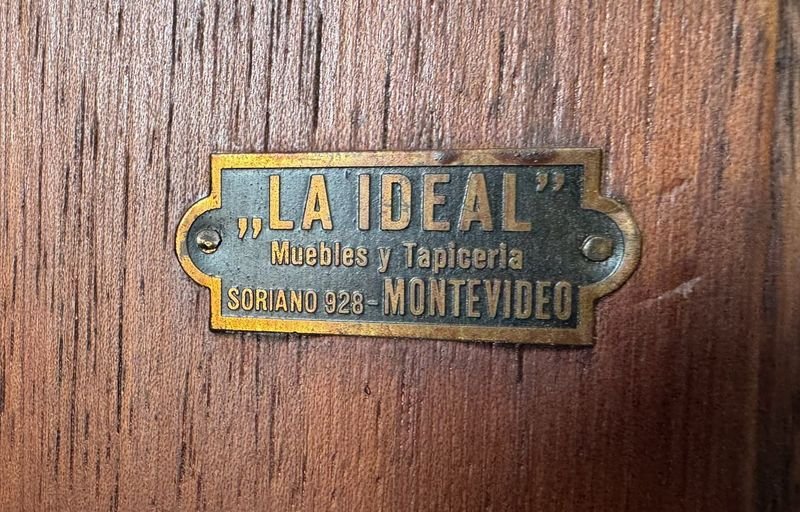 „LA IDEAL”
Muebles y Tapiceria
SORIANO 928-MONTEVIDEO